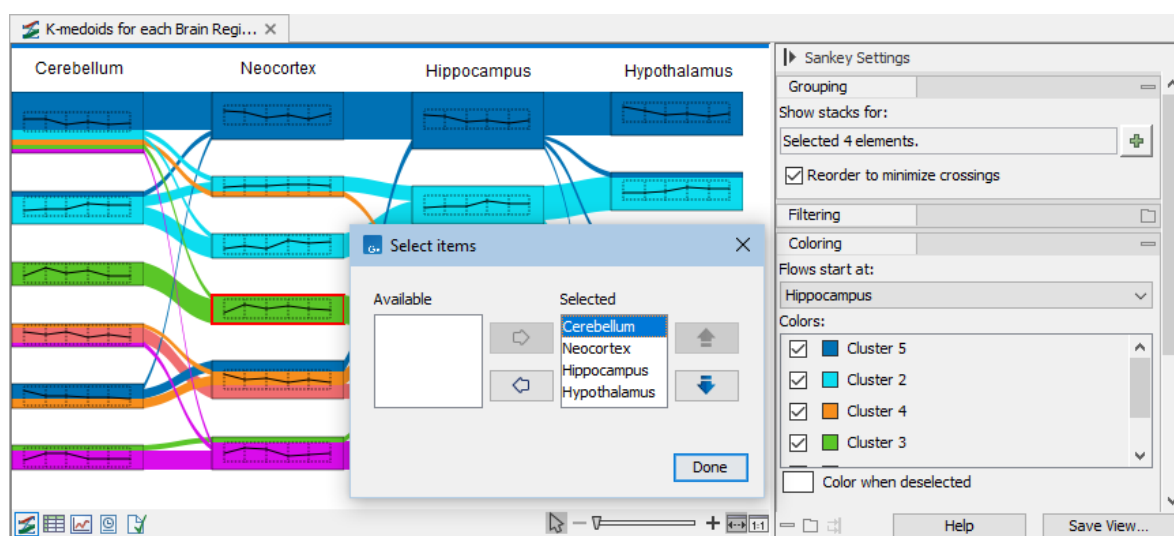 K-medoids for each Brain Regi...
Cerebellum
Neocortex
Hippocampus
Hypothalamus
Select items
Available
Selected
Cerebellum
Neocortex
Hippocampus
Hypothalamus
Done
Sankey Settings
Grouping
Show stacks for:
Selected 4 elements.
Reorder to minimize crossings
Filtering
Coloring
Flows start at:
Hippocampus
Colors:
Cluster 5
Cluster 2
Cluster 4
Cluster 3
Color when deselected
1:1
Help
Save View...